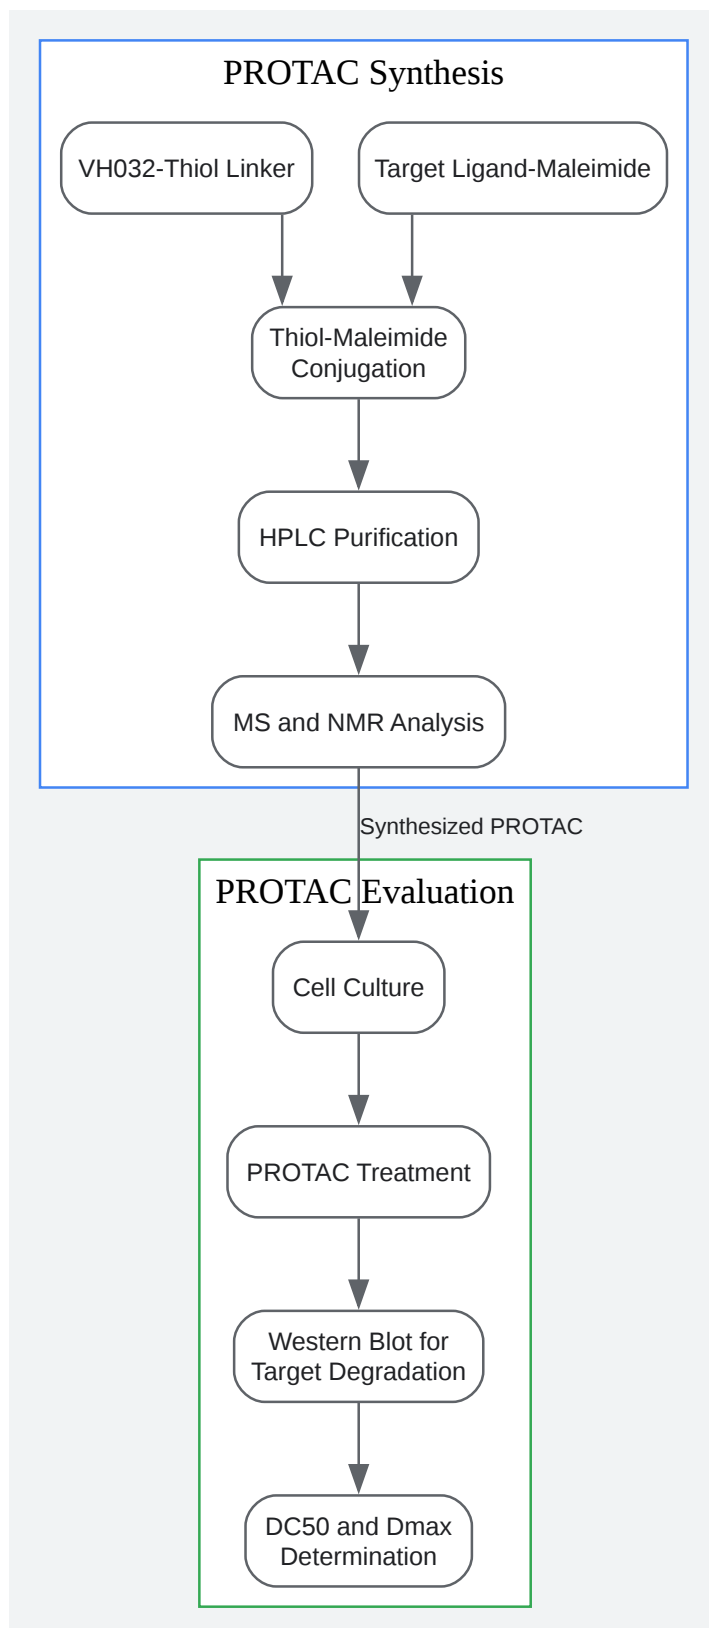 PROTAC Synthesis
VH032-Thiol Linker
Target Ligand-Maleimide
Thiol-Maleimide
Conjugation
HPLC Purification
MS and NMR Analysis
Synthesized PROTAC
PROTAC Evaluation
Cell Culture
PROTAC Treatment
Western Blot for
Target Degradation
DC50 and Dmax
Determination